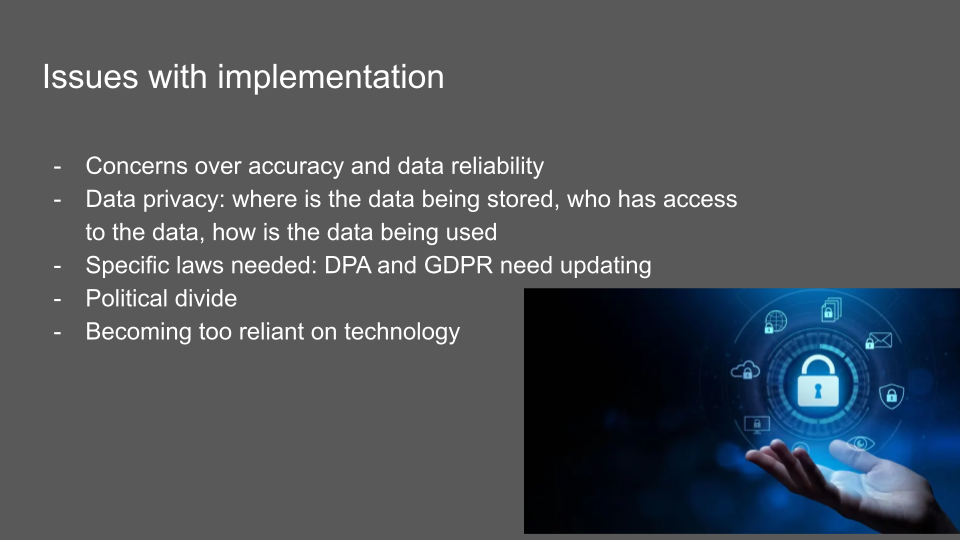 Issues with implementation
- Concerns over accuracy and data reliability
- Data privacy: where is the data being stored, who has access
to the data, how is the data being used
- Specific laws needed: DPA and GDPR need updating
- Political divide
- Becoming too reliant on technology